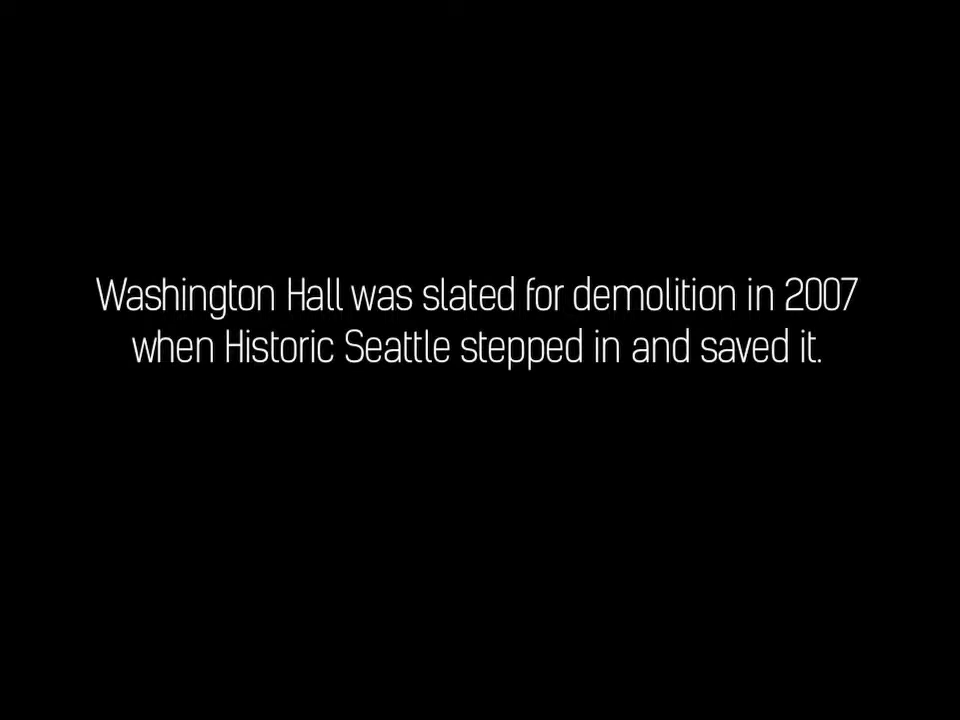 Washington Hall was slated for demolition in 2007
when Historic Seattle stepped in and saved it.